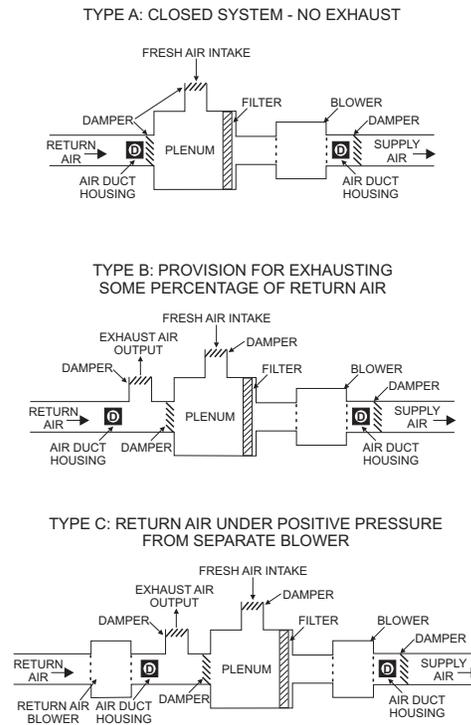 TYPE A: CLOSED SYSTEM - NO EXHAUST
FRESH AIR INTAKE
DAMPER
FILTER
BLOWER
DAMPER
RETURN
AIR
D
PLENUM
D
SUPPLY
AIR
AIR DUCT
HOUSING
AIR DUCT
HOUSING
TYPE B: PROVISION FOR EXHAUSTING
SOME PERCENTAGE OF RETURN AIR
FRESH AIR INTAKE
EXHAUST AIR
OUTPUT
DAMPER
DAMPER
FILTER
BLOWER
DAMPER
RETURN
AIR
D
PLENUM
D
SUPPLY
AIR
AIR DUCT
HOUSING
DAMPER
AIR DUCT
HOUSING
TYPE C: RETURN AIR UNDER POSITIVE PRESSURE
FROM SEPARATE BLOWER
FRESH AIR INTAKE
EXHAUST AIR
OUTPUT
DAMPER
DAMPER
FILTER
BLOWER
DAMPER
RETURN
AIR
D
PLENUM
D
SUPPLY
AIR
RETURN AIR
BLOWER
AIR DUCT
HOUSING
DAMPER
AIR DUCT
HOUSING